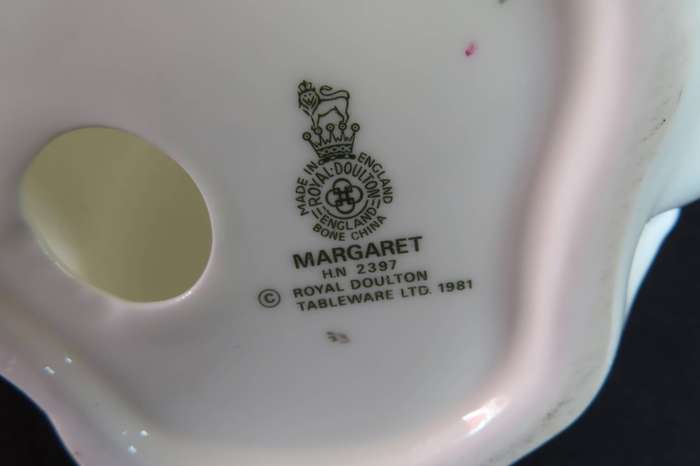 MADE IN ENGLAND
ROYAL·DOULTON
ENGLAND
BONE CHINA
MARGARET
H.N 2397
© ROYAL DOULTON
TABLEWARE LTD. 1981